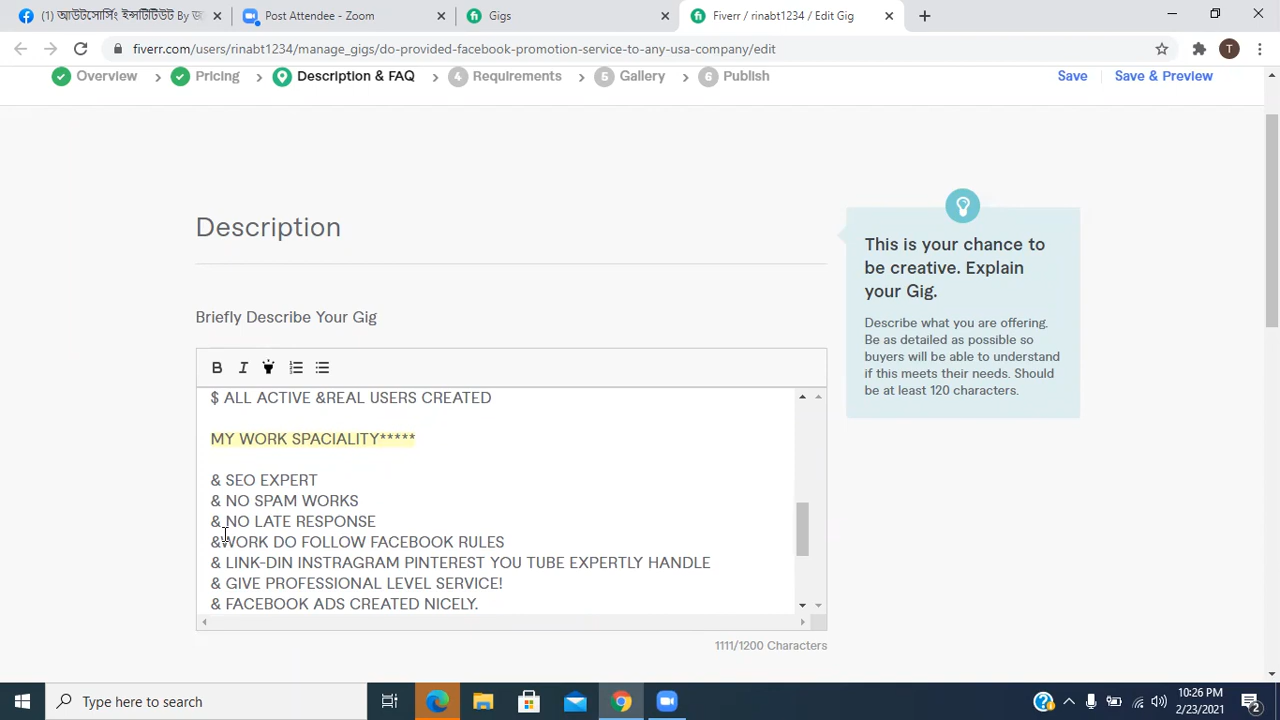 (1) আউটসোর্সিং ইন্সটিটিউট By জ
Post Attendee - Zoom
Gigs
Fiverr / rinabt1234 / Edit Gig
fiverr.com/users/rinabt1234/manage_gigs/do-provided-facebook-promotion-service-to-any-usa-company/edit
T
Overview
Pricing
Description & FAQ
4 Requirements
5 Gallery
6 Publish
Save
Save & Preview
Description
Briefly Describe Your Gig
B I
$ ALL ACTIVE &REAL USERS CREATED
MY WORK SPACIALITY*****
& SEO EXPERT
& NO SPAM WORKS
& NO LATE RESPONSE
&WORK DO FOLLOW FACEBOOK RULES
& LINK-DIN INSTRAGRAM PINTEREST YOU TUBE EXPERTLY HANDLE
& GIVE PROFESSIONAL LEVEL SERVICE!
& FACEBOOK ADS CREATED NICELY.
1111/1200 Characters
This is your chance to
be creative. Explain
your Gig.
Describe what you are offering.
Be as detailed as possible so
buyers will be able to understand
if this meets their needs. Should
be at least 120 characters.
Type here to search
10:26 PM
2/23/2021
2